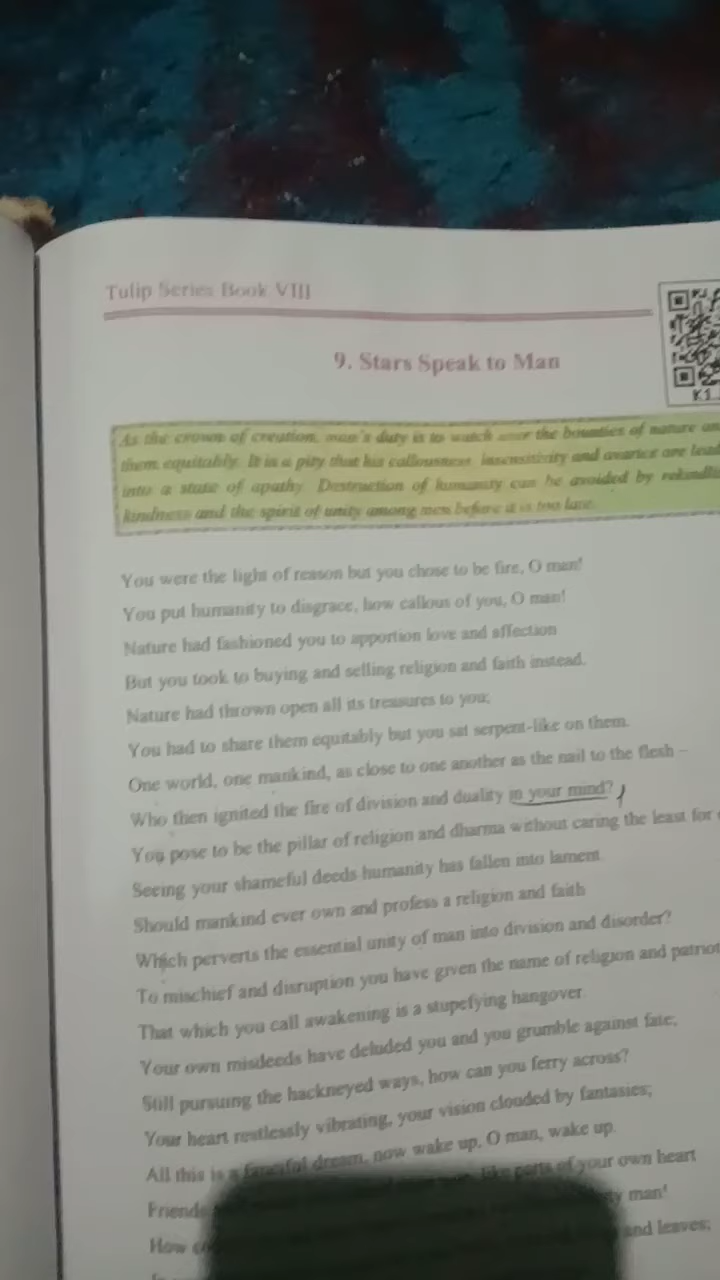 Tulip Series Book VIII
9. Stars Speak to Man
K1.
As the crown of creation, man's duty is to watch over the bounties of nature
them equitably. It is a pity that his callousness, insensitivity and avarice are
into a state of apathy. Destruction of humanity can be avoided by
kindness and the spirit of unity among men before it is too late.
You were the light of reason but you chose to be fire, O man!
You put humanity to disgrace, how callous of you, O man!
Nature had fashioned you to apportion love and affection
But you took to buying and selling religion and faith instead.
Nature had thrown open all its treasures to you;
You had to share them equitably but you sat serpent-like on them.
One world, one mankind, as close to one another as the nail to the flesh –
Who then ignited the fire of division and duality in your mind?
You pose to be the pillar of religion and dharma without caring the least for
Seeing your shameful deeds humanity has fallen into lament.
Should mankind ever own and profess a religion and faith
Which perverts the essential unity of man into division and disorder?
To mischief and disruption you have given the name of religion and
That which you call awakening is a stupefying hangover.
Your own misdeeds have deluded you and you grumble against fate;
Still pursuing the hackneyed ways, how can you ferry across?
Your heart restlessly vibrating, your vision clouded by fantasies;
All this is a fanciful dream, now wake up, O man, wake up.
like parts of your own heart
How man!
and leaves;